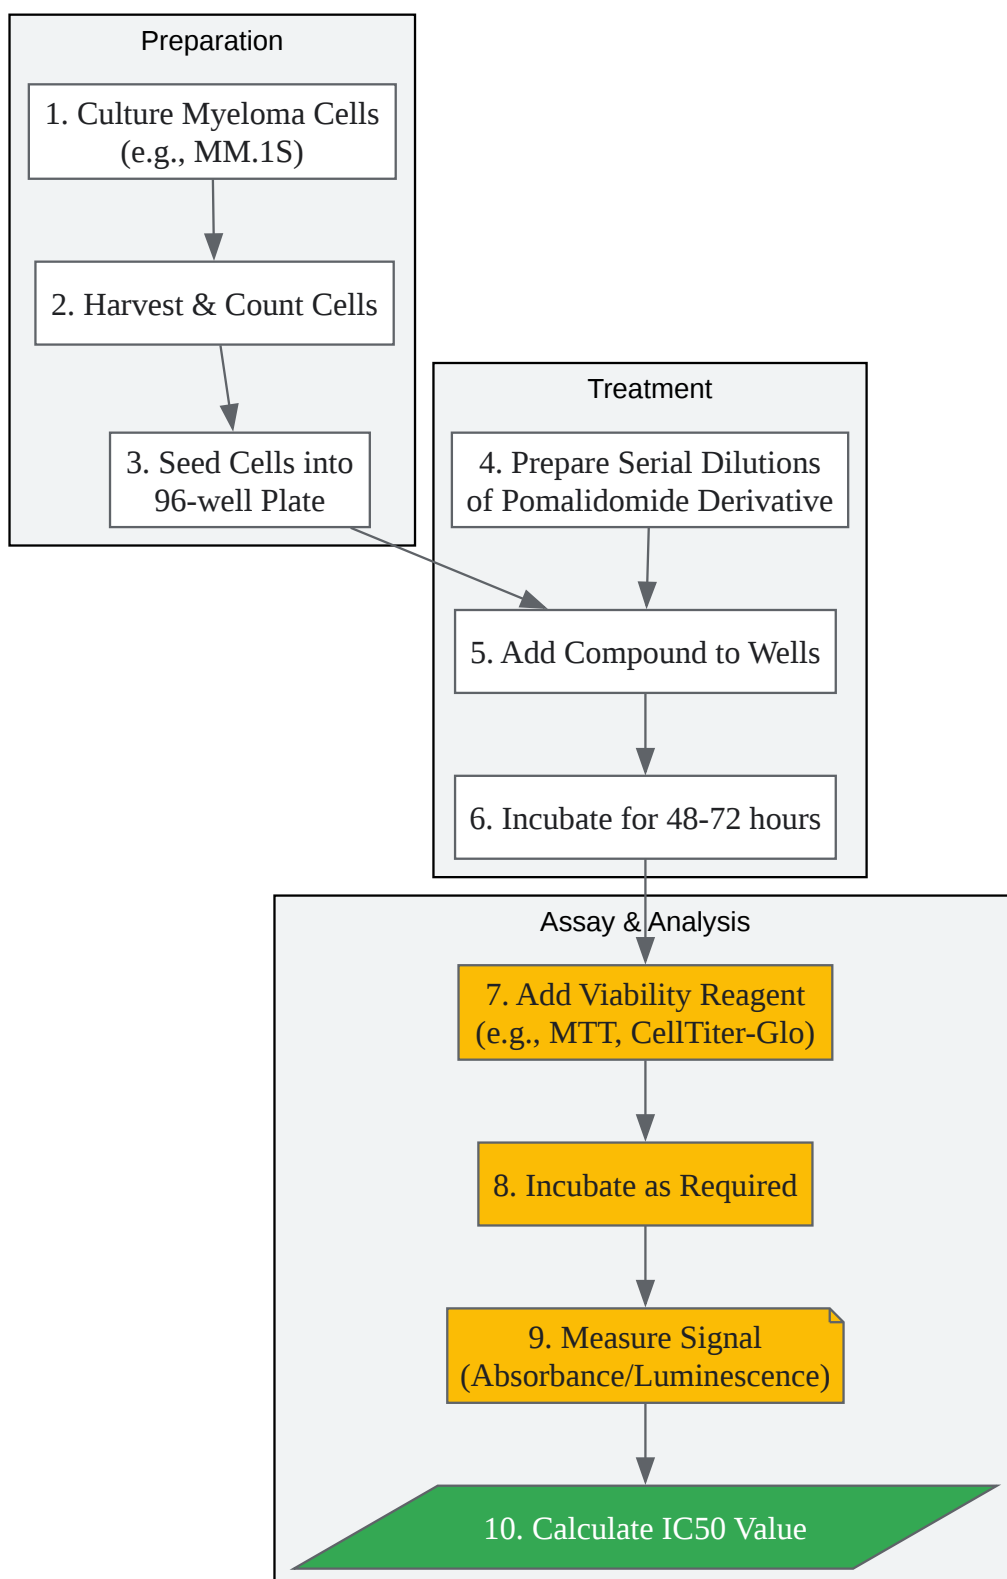 Preparation
1. Culture Myeloma Cells
(e.g., MM.1S)
2. Harvest & Count Cells
3. Seed Cells into
96-well Plate
Treatment
4. Prepare Serial Dilutions
of Pomalidomide Derivative
5. Add Compound to Wells
6. Incubate for 48-72 hours
Assay & Analysis
7. Add Viability Reagent
(e.g., MTT, CellTiter-Glo)
8. Incubate as Required
9. Measure Signal
(Absorbance/Luminescence)
10. Calculate IC50 Value